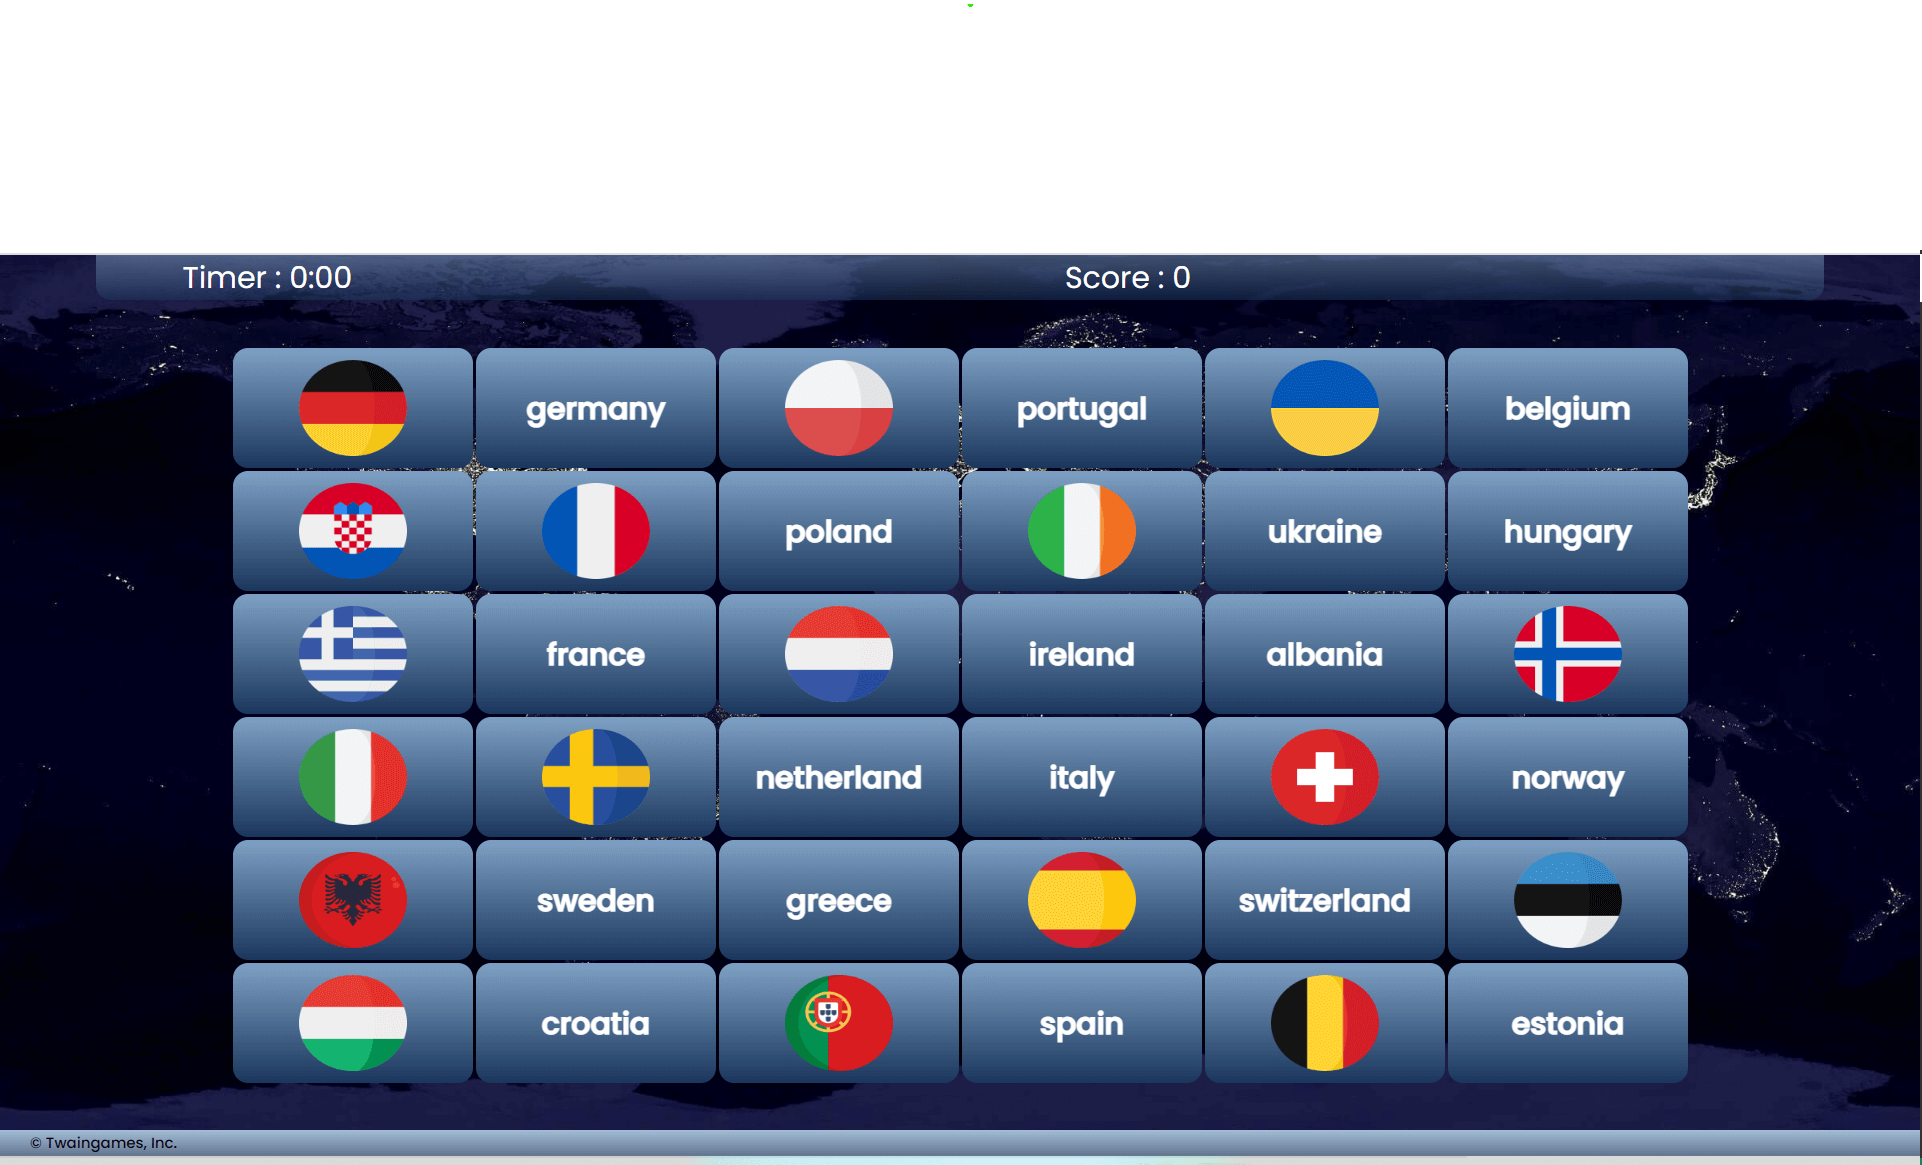 Timer : 0:00 Score : 0
germany portugal belgium
poland ukraine hungary
france ireland albania
netherland italy norway
sweden greece switzerland
croatia spain estonia
© Twaingames, Inc.